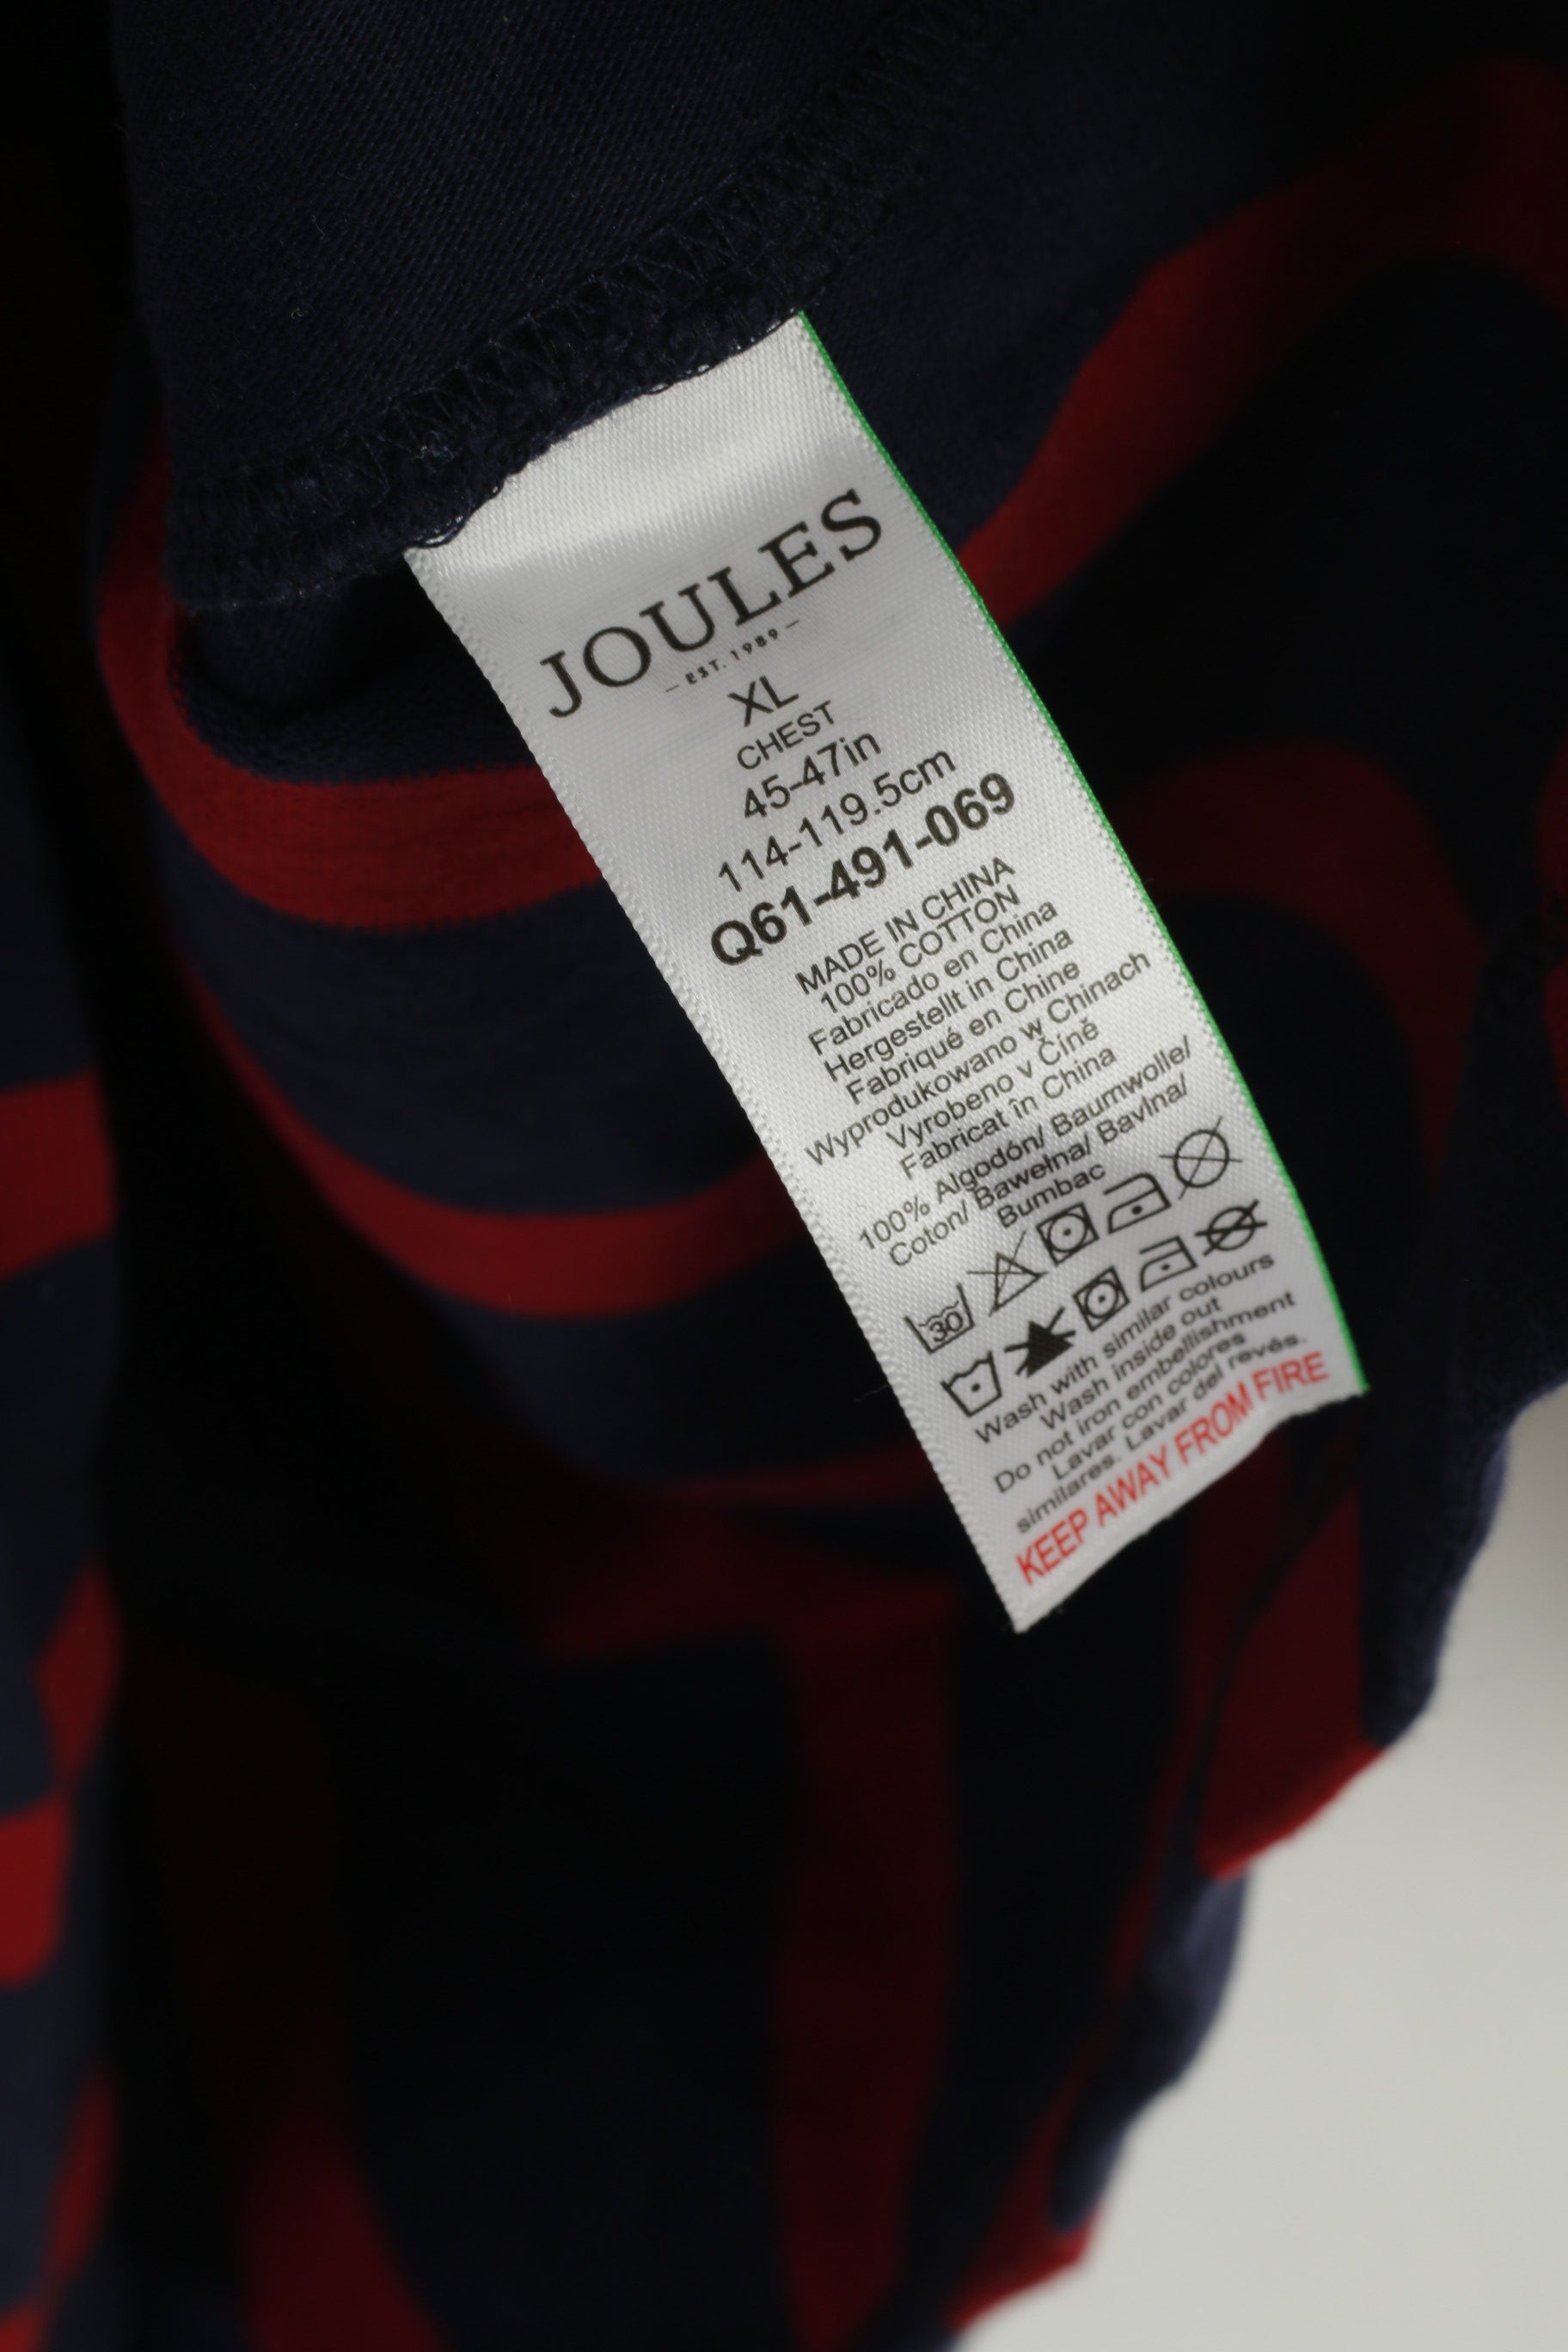 JOULES
– EST. 1989 –
XL
CHEST
45-47in
114-119.5cm
Q61-491-069
MADE IN CHINA
100% COTTON
Fabricado en China
Hergestellt in China
Fabriqué en Chine
Wyprodukowano w Chinach
Vyrobeno v Číně
Fabricat în China
100% Algodón/ Baumwolle/
Coton/ Bawełna/ Bavlna/
Bumbac
30
Wash with similar colours
Wash inside out
Do not iron embellishment
Lavar con colores
similares. Lavar del revés.
KEEP AWAY FROM FIRE